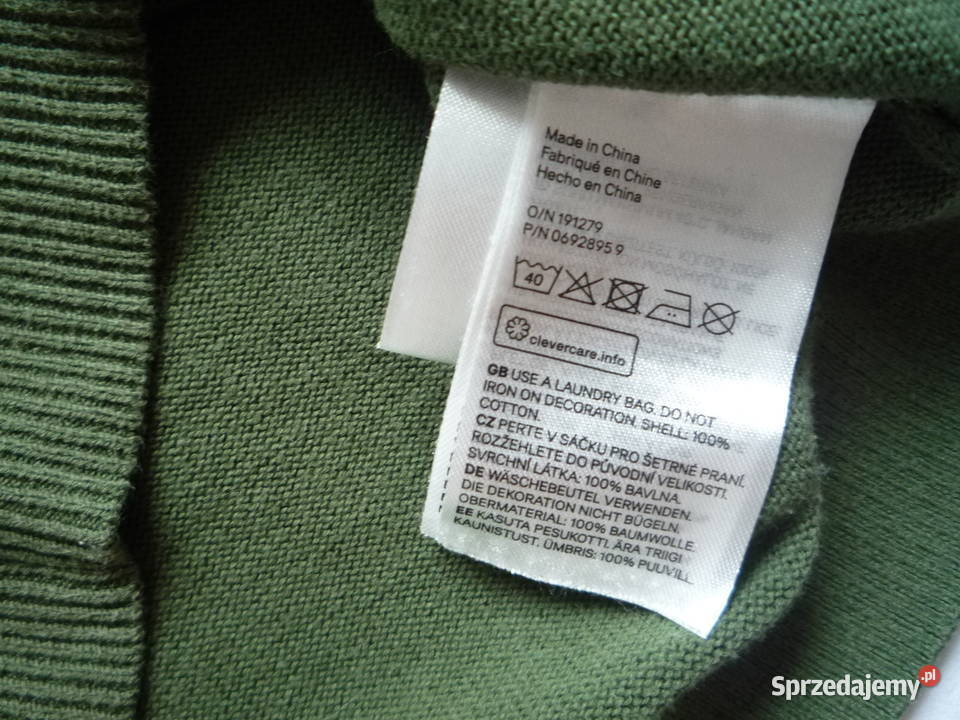 Made in China
Fabriqué en Chine
Hecho en China
O/N 191279
P/N 0692895 9
40
clevercare.info
GB USE A LAUNDRY BAG. DO NOT
IRON ON DECORATION. SHELL: 100%
COTTON.
CZ PERTE V SÁČKU PRO ŠETRNÉ PRANÍ.
ROZŽEHLETE DO PŮVODNÍ VELIKOSTI.
SVRCHNÍ LÁTKA: 100% BAVLNA.
DE WÄSCHEBEUTEL VERWENDEN.
DIE DEKORATION NICHT BÜGELN.
OBERMATERIAL: 100% BAUMWOLLE.
EE KASUTA PESUKOTTI. ÄRA TRIIGI
KAUNISTUST. ÜMBRIS: 100% PUUVILL.
Sprzedajemy.pl